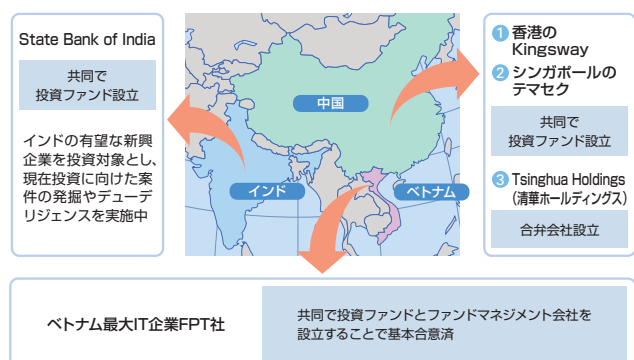 State Bank of India
共同で
投資ファンド設立
インドの有望な新興
企業を投資対象とし、
現在投資に向けた案
件の発掘やデューデ
リジェンスを実施中
中国
インド
ベトナム
1 香港の
Kingsway
2 シンガポールの
テマセク
共同で
投資ファンド設立
3 Tsinghua Holdings
(清華ホールディングス)
合弁会社設立
ベトナム最大IT企業FPT社
共同で投資ファンドとファンドマネジメント会社を
設立することで基本合意済